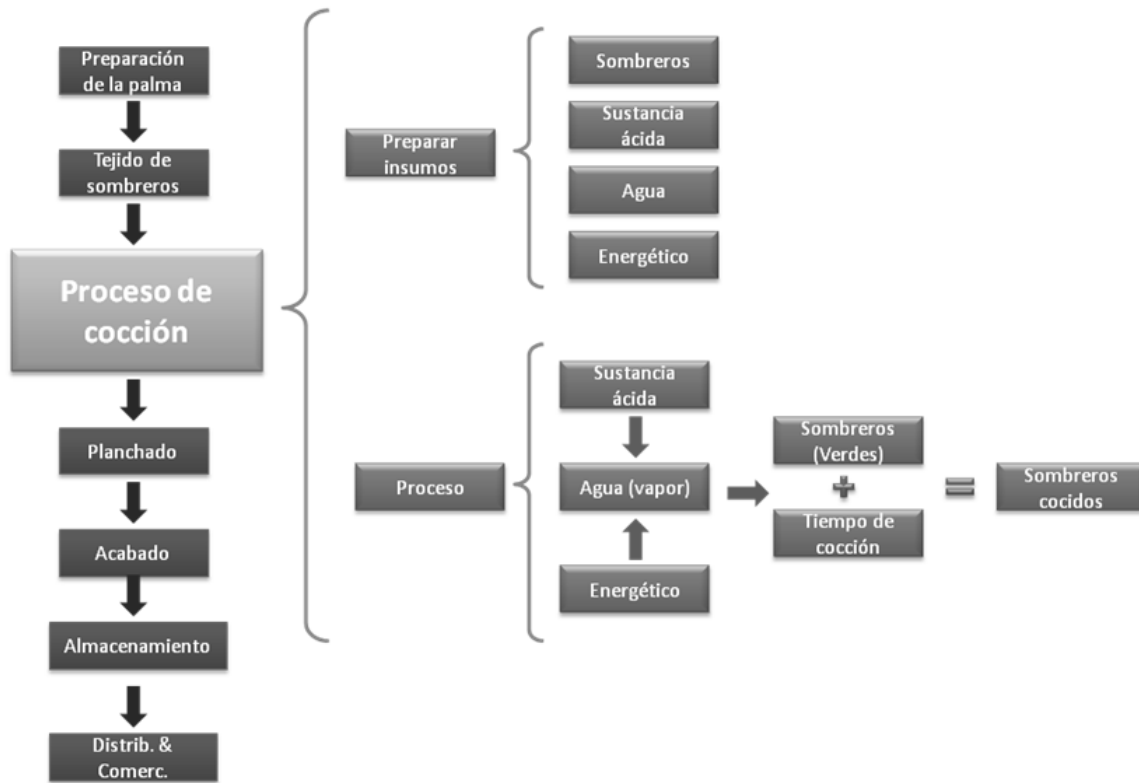 Preparación
de la palma
Tejido de
sombreros
Proceso de
cocción
Planchado
Acabado
Almacenamiento
Distrib. &
Comerc.
Preparar
insumos
Sombreros
Sustancia
ácida
Agua
Energético
Proceso
Sustancia
ácida
Agua (vapor)
Energético
Sombreros
(Verdes)
+
Tiempo de
cocción
=
Sombreros
cocidos